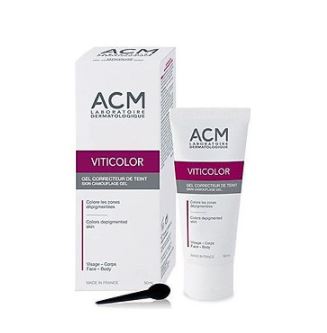 ACM
LABORATOIRE
DERMATOLOGIQUE
VITICOLOR
GEL CORRECTEUR DE TEINT
SKIN CAMOUFLAGE GEL
Colore les zones
dépigmentées
Colors depigmented
skin
Visage - Corps
Face - Body
MADE IN FRANCE
50ml
ACM
LABORATOIRE
DERMATOLOGIQUE
VITICOLOR
GEL CORRECTEUR DE TEINT
SKIN CAMOUFLAGE GEL
Colore les zones
dépigmentées
Colors depigmented
skin
Visage - Corps
Face - Body